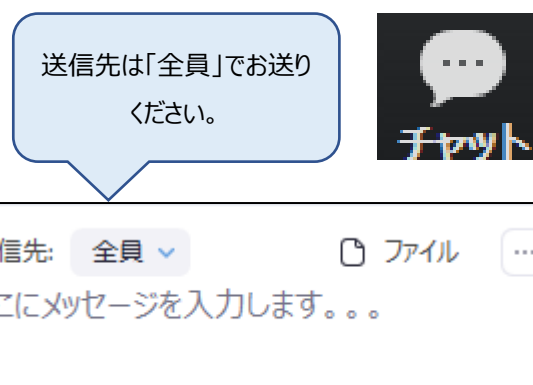 送信先は「全員」でお送り
ください。
チャット
信先: 全員 ファイル
こにメッセージを入力します。。。